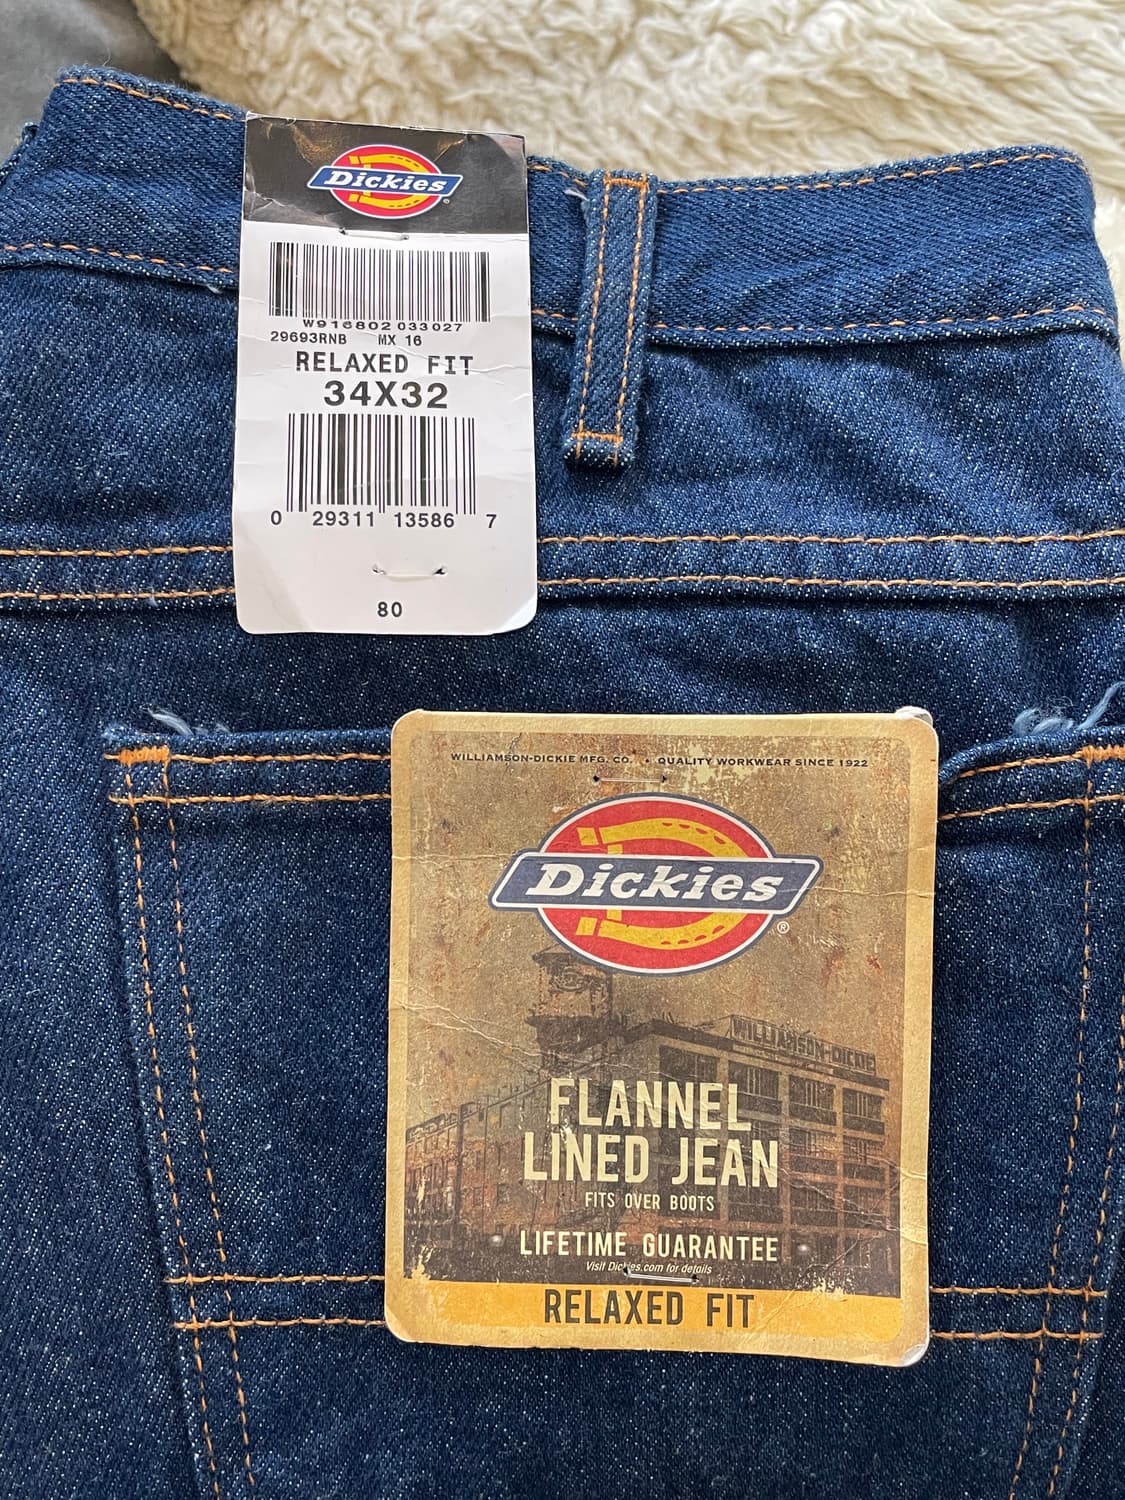 Dickies
®
W916802 033027
29693RNB MX 16
RELAXED FIT
34X32
0 29311 13586 7
80
WILLIAMSON-DICKIE MFG. CO. • QUALITY WORKWEAR SINCE 1922
Dickies
®
WILLIAMSON-DICKIE
FLANNEL
LINED JEAN
FITS OVER BOOTS
LIFETIME GUARANTEE
Visit Dickies.com for details
RELAXED FIT